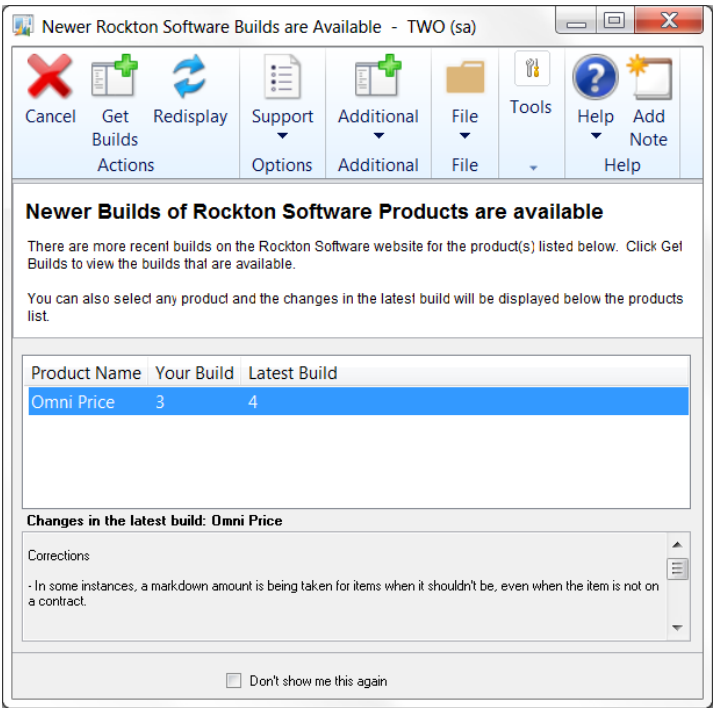 Newer Rockton Software Builds are Available - TWO (sa)
Cancel
Get Builds
Redisplay
Support
Additional
File
Tools
Help
Add Note
Actions
Options
Additional
File
Help
Newer Builds of Rockton Software Products are available
There are more recent builds on the Rockton Software website for the product(s) listed below. Click Get
Builds to view the builds that are available.
You can also select any product and the changes in the latest build will be displayed below the products
list.
Product Name Your Build Latest Build
Omni Price 3 4
Changes in the latest build: Omni Price
Corrections
- In some instances, a markdown amount is being taken for items when it shouldn't be, even when the item is not on
a contract.
Don't show me this again